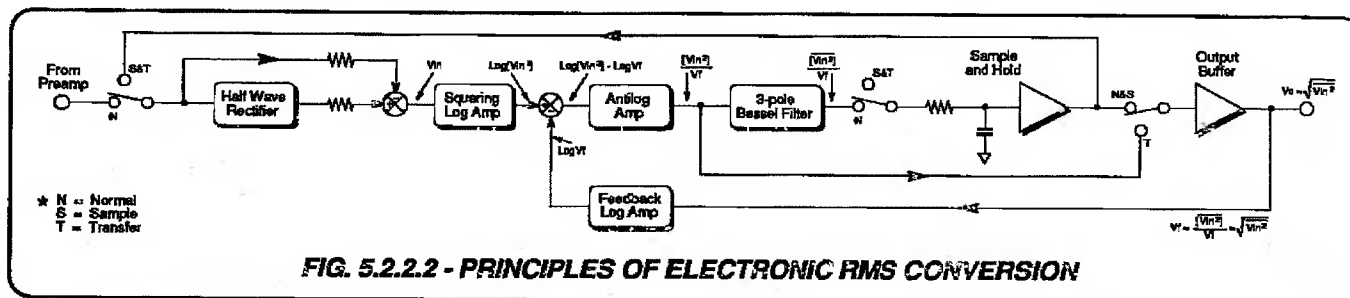 From
Preamp
S&T
N
Half Wave
Rectifier
Vin
Squaring
Log Amp
Log[Vin²]
Log[Vin²] - LogVf
LogVf
Antilog
Amp
[Vin²]
Vf
3-pole
Bessel Filter
[Vin²]
Vf
S&T
N
Sample
and Hold
N&S
T
Output
Buffer
Vo = √Vin²
Feedback
Log Amp
Vf = [Vin²] / Vf = √Vin²
★ N = Normal
S = Sample
T = Transfer
FIG. 5.2.2.2 - PRINCIPLES OF ELECTRONIC RMS CONVERSION